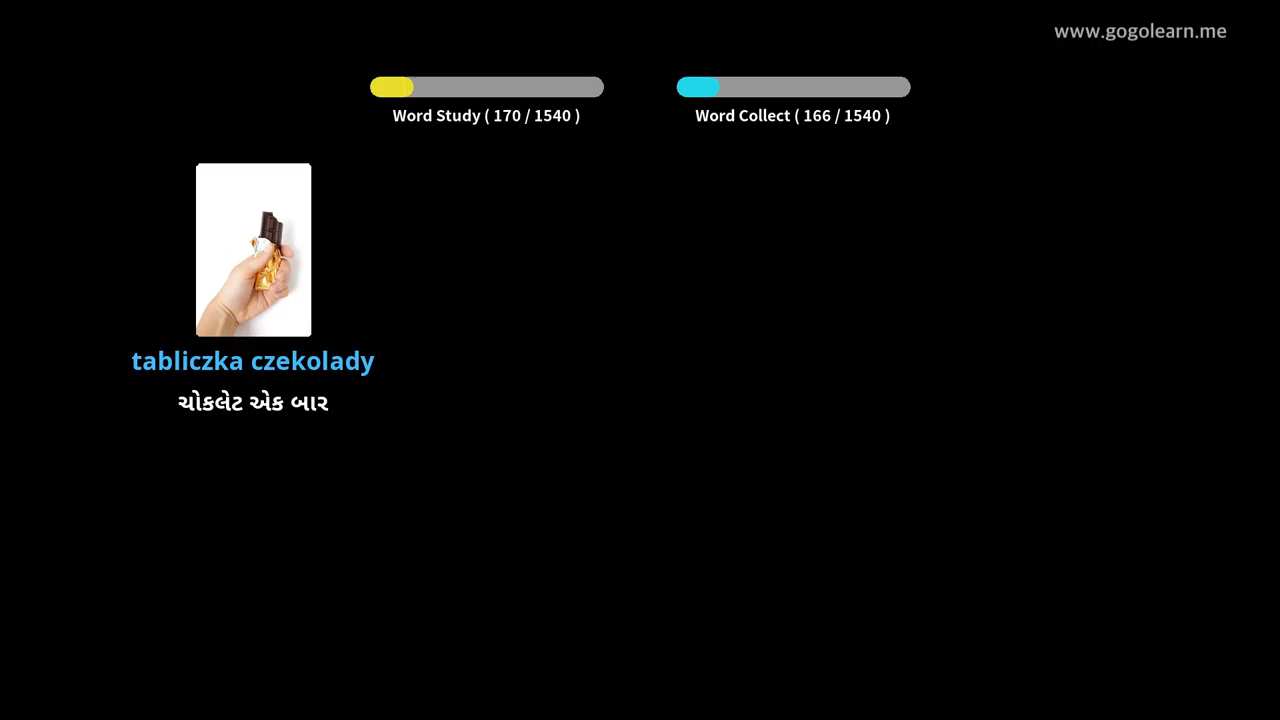 www.gogolearn.me
Word Study ( 170 / 1540 )
Word Collect ( 166 / 1540 )
tabliczka czekolady
ચોકલેટ એક બાર